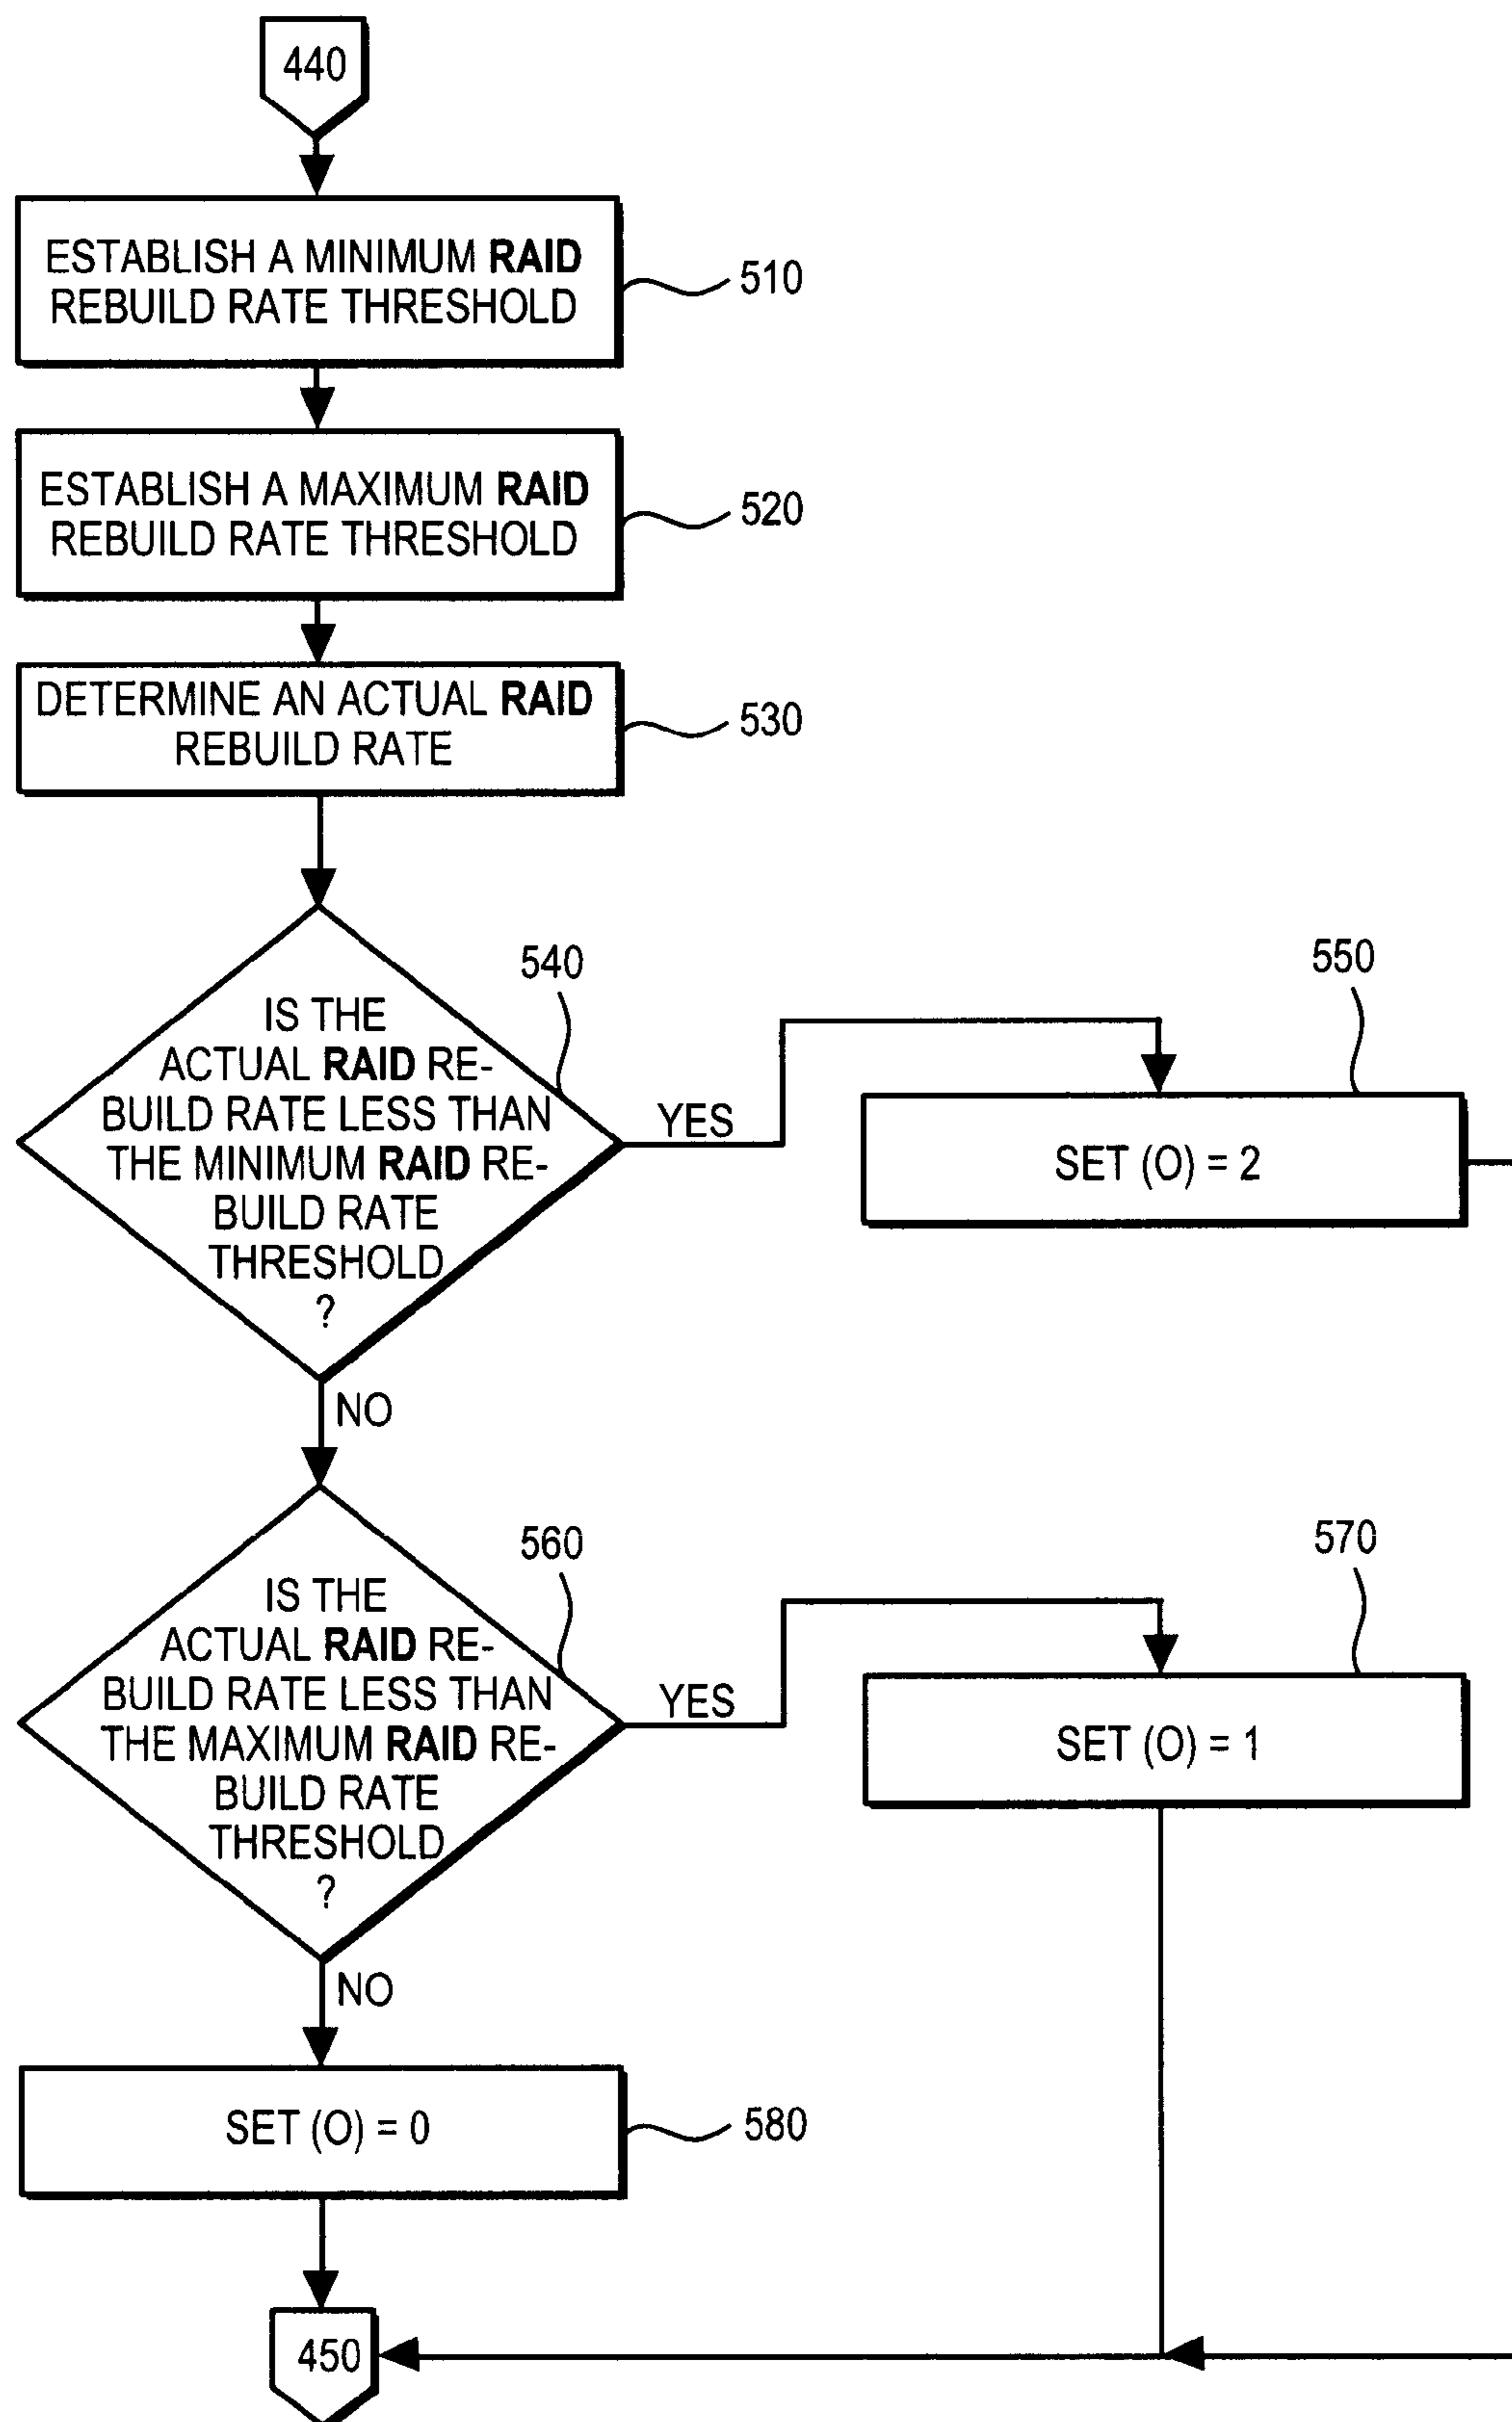 440
ESTABLISH A MINIMUM RAID
REBUILD RATE THRESHOLD
510
ESTABLISH A MAXIMUM RAID
REBUILD RATE THRESHOLD
520
DETERMINE AN ACTUAL RAID
REBUILD RATE
530
540
IS THE
ACTUAL RAID RE-
BUILD RATE LESS THAN
THE MINIMUM RAID RE-
BUILD RATE
THRESHOLD
?
YES
550
SET (O) = 2
NO
560
IS THE
ACTUAL RAID RE-
BUILD RATE LESS THAN
THE MAXIMUM RAID RE-
BUILD RATE
THRESHOLD
?
YES
570
SET (O) = 1
NO
SET (O) = 0
580
450